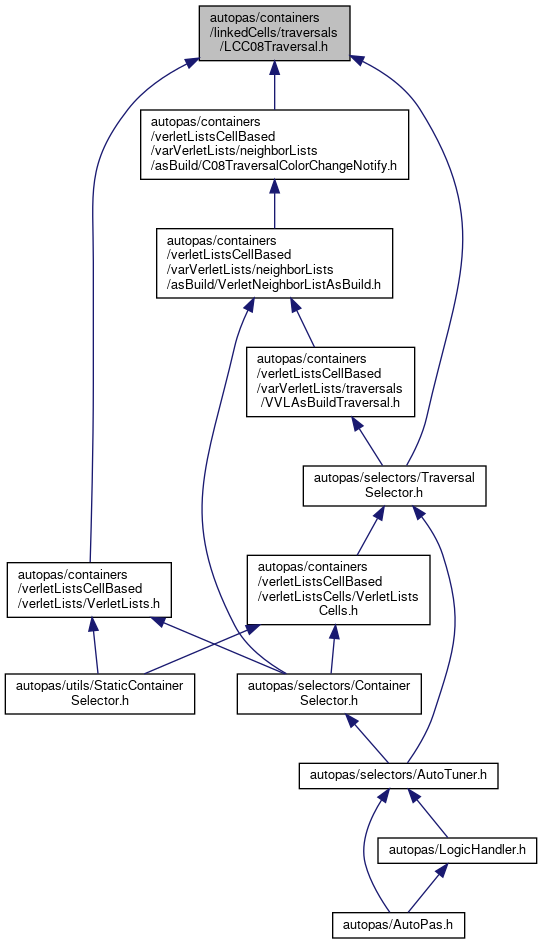 autopas/containers
/linkedCells/traversals
/LCC08Traversal.h
autopas/containers
/verletListsCellBased
/varVerletLists/neighborLists
/asBuild/C08TraversalColorChangeNotify.h
autopas/containers
/verletListsCellBased
/varVerletLists/neighborLists
/asBuild/VerletNeighborListAsBuild.h
autopas/containers
/verletListsCellBased
/varVerletLists/traversals
/VVLAsBuildTraversal.h
autopas/selectors/Traversal
Selector.h
autopas/containers
/verletListsCellBased
/verletListsCells/VerletLists
Cells.h
autopas/containers
/verletListsCellBased
/verletLists/VerletLists.h
autopas/utils/StaticContainer
Selector.h
autopas/selectors/Container
Selector.h
autopas/selectors/AutoTuner.h
autopas/LogicHandler.h
autopas/AutoPas.h